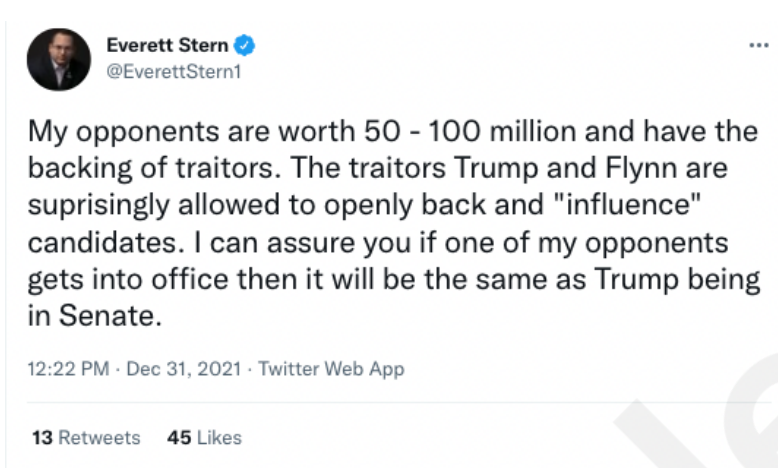 Everett Stern
@EverettStern1
My opponents are worth 50 - 100 million and have the
backing of traitors. The traitors Trump and Flynn are
suprisingly allowed to openly back and "influence"
candidates. I can assure you if one of my opponents
gets into office then it will be the same as Trump being
in Senate.
12:22 PM · Dec 31, 2021 · Twitter Web App
13 Retweets 45 Likes